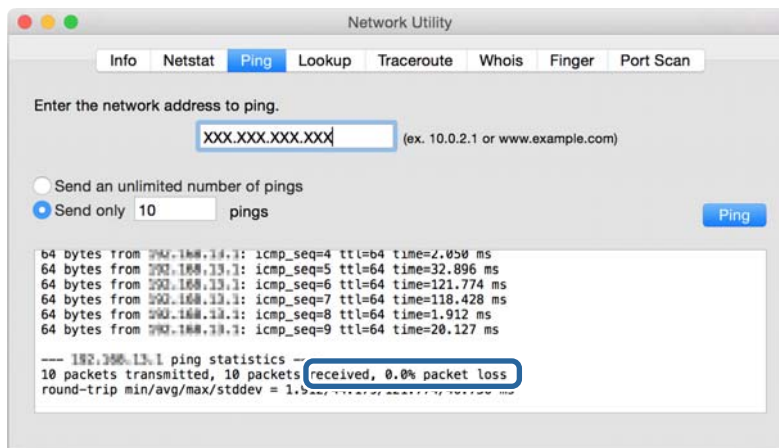 Network Utility
Info Netstat Ping Lookup Traceroute Whois Finger Port Scan
Enter the network address to ping.
XXX.XXX.XXX.XXX (ex. 10.0.2.1 or www.example.com)
Send an unlimited number of pings
Send only 10 pings
Ping
64 bytes from icmp_seq=4 ttl=64 time=2.050 ms
64 bytes from icmp_seq=5 ttl=64 time=32.896 ms
64 bytes from icmp_seq=6 ttl=64 time=121.774 ms
64 bytes from icmp_seq=7 ttl=64 time=118.428 ms
64 bytes from icmp_seq=8 ttl=64 time=1.912 ms
64 bytes from icmp_seq=9 ttl=64 time=20.127 ms
--- ping statistics
10 packets transmitted, 10 packets received, 0.0% packet loss
round-trip min/avg/max/stddev = ms